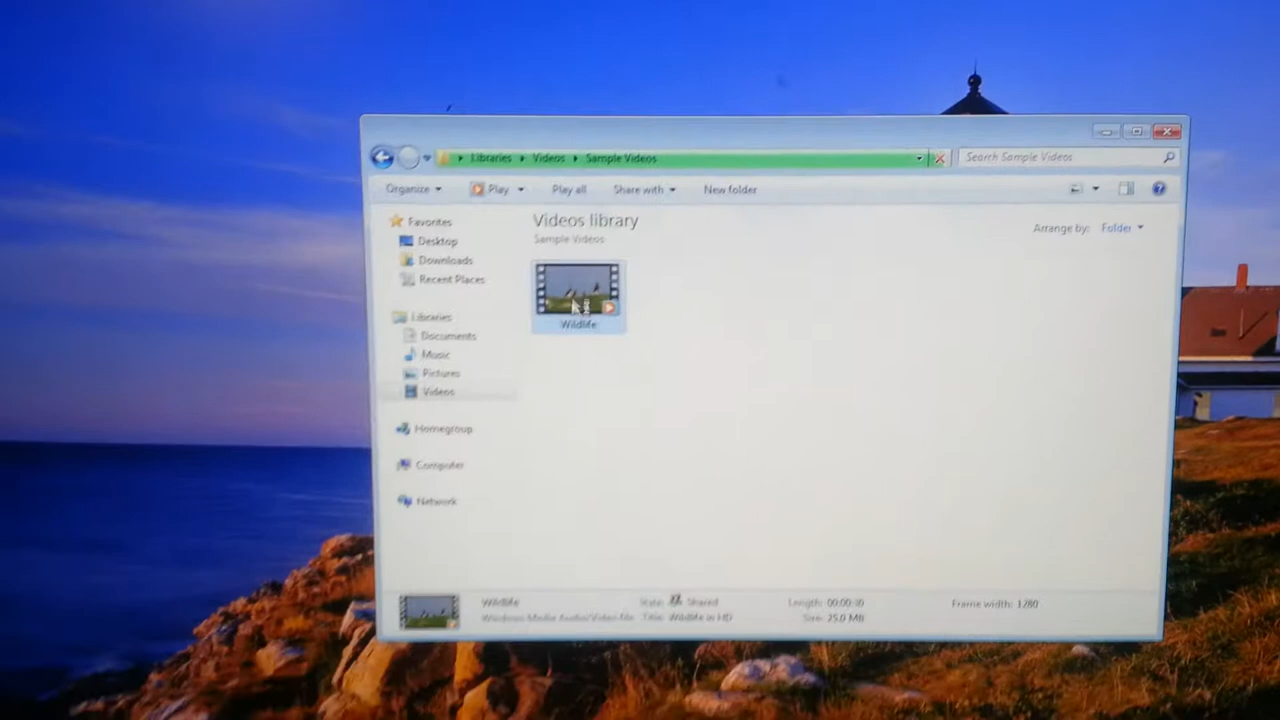 Libraries Videos Sample Videos
Search Sample Videos
Organize Play Play all Share with New folder
Favorites
Desktop
Downloads
Recent Places
Libraries
Documents
Music
Pictures
Videos
Homegroup
Computer
Network
Videos library
Sample Videos
Arrange by: Folder
Wildlife
Wildlife State: Shared Length: 00:00:30 Frame width: 1280
Windows Media Audio/Video file Title: Wildlife in HD Size: 25.0 MB